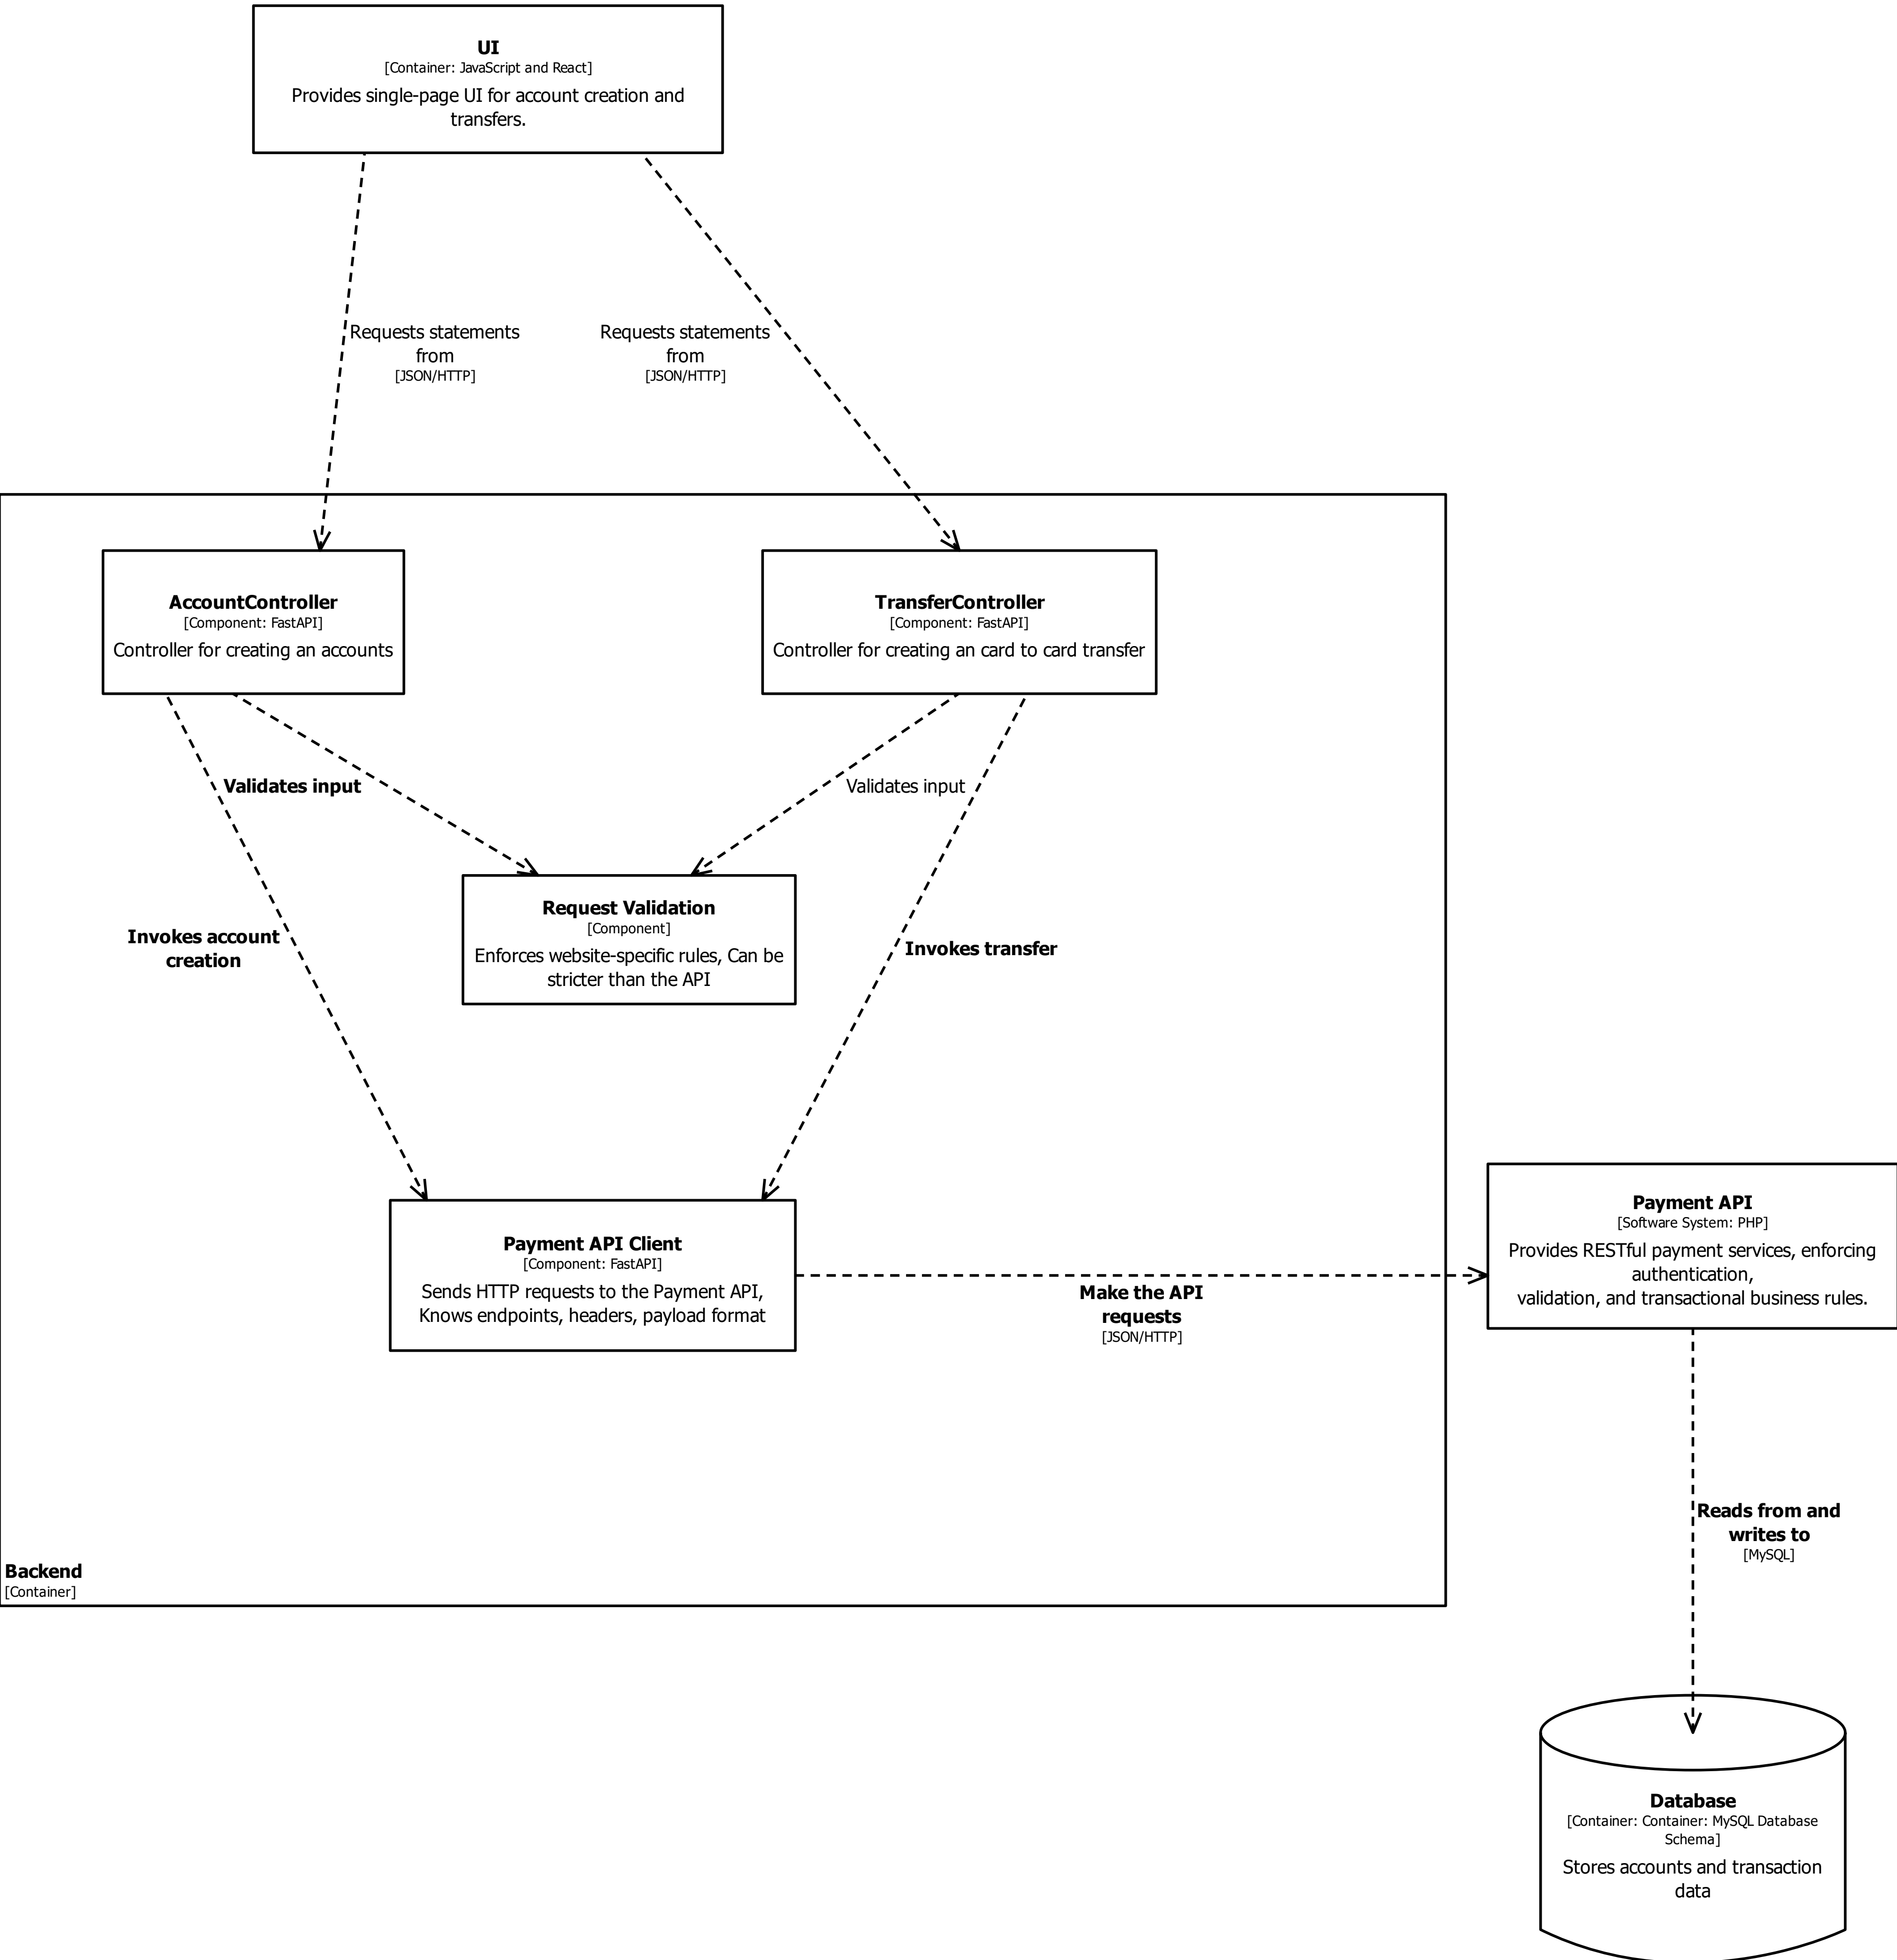 UI
[Container: JavaScript and React]
Provides single-page UI for account creation and
transfers.
Requests statements
from
[JSON/HTTP]
Requests statements
from
[JSON/HTTP]
AccountController
[Component: FastAPI]
Controller for creating an accounts
TransferController
[Component: FastAPI]
Controller for creating an card to card transfer
Validates input
Validates input
Request Validation
[Component]
Enforces website-specific rules, Can be
stricter than the API
Invokes account
creation
Invokes transfer
Payment API Client
[Component: FastAPI]
Sends HTTP requests to the Payment API,
Knows endpoints, headers, payload format
Make the API
requests
[JSON/HTTP]
Payment API
[Software System: PHP]
Provides RESTful payment services, enforcing
authentication,
validation, and transactional business rules.
Reads from and
writes to
[MySQL]
Backend
[Container]
Database
[Container: Container: MySQL Database
Schema]
Stores accounts and transaction
data